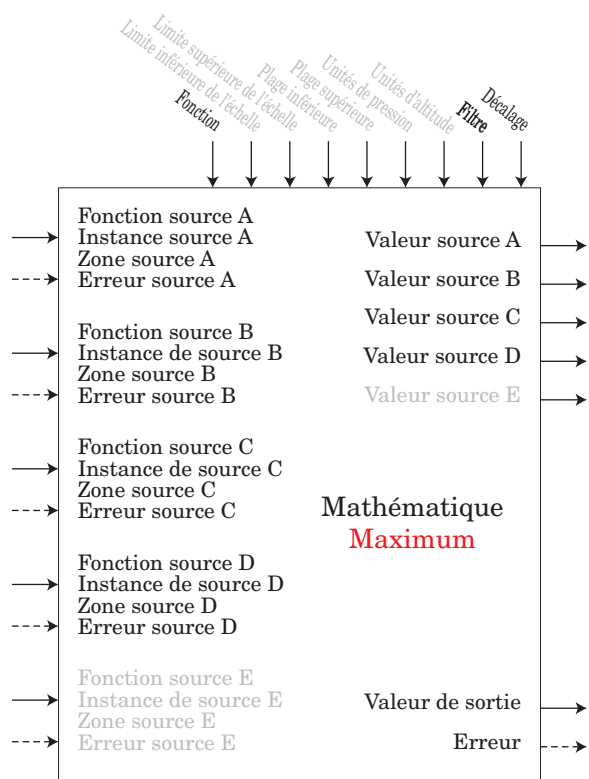 Fonction
Limite inférieure de l'échelle
Limite supérieure de l'échelle
Plage inférieure
Plage supérieure
Unités de pression
Unités d'altitude
Filtre
Décalage
Fonction source A
Instance source A
Zone source A
Erreur source A
Fonction source B
Instance de source B
Zone source B
Erreur source B
Fonction source C
Instance de source C
Zone source C
Erreur source C
Fonction source D
Instance de source D
Zone source D
Erreur source D
Fonction source E
Instance de source E
Zone source E
Erreur source E
Valeur source A
Valeur source B
Valeur source C
Valeur source D
Valeur source E
Mathématique
Maximum
Valeur de sortie
Erreur